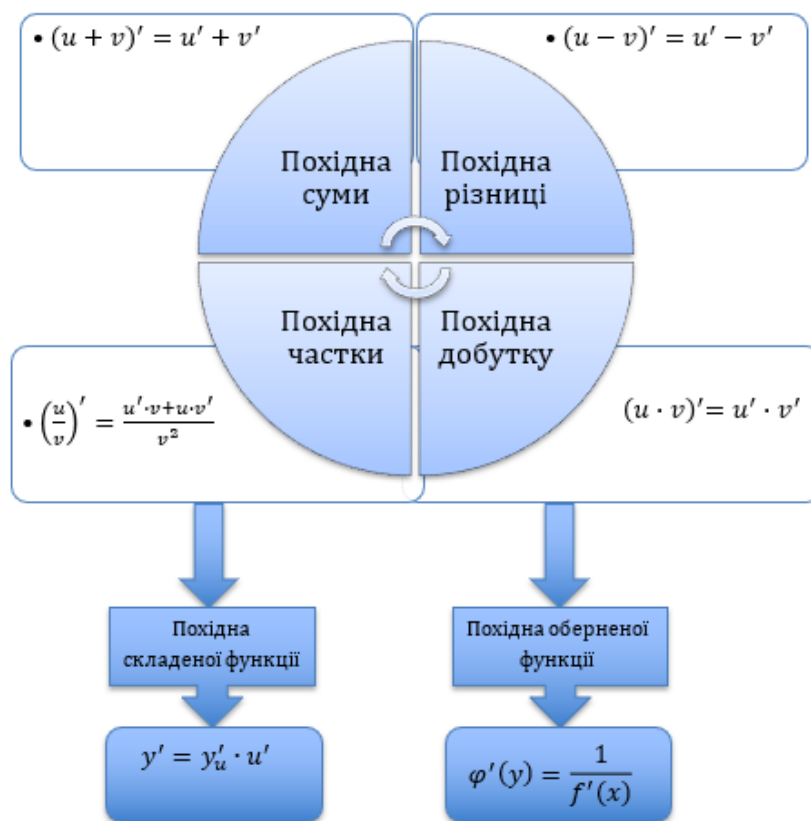 • (u + v)′ = u′ + v′
• (u − v)′ = u′ − v′
Похідна
суми
Похідна
різниці
Похідна
частки
Похідна
добутку
• (u/v)′ = (u′·v+u·v′)/v²
(u · v)′= u′ · v′
Похідна
складеної функції
Похідна оберненої
функції
y′ = y′ᵤ · u′
φ′(y) = 1/f′(x)